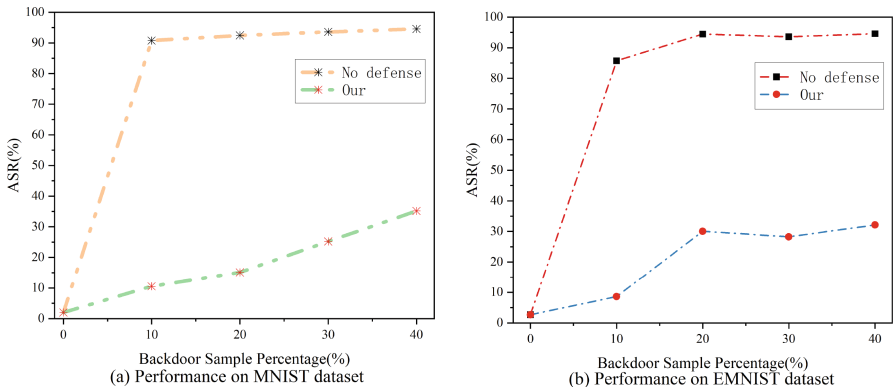 100
90
80
70
60
50
40
30
20
10
0
ASR(%)
No defense
Our
0 10 20 30 40
Backdoor Sample Percentage(%)
(a) Performance on MNIST dataset
100
90
80
70
60
50
40
30
20
10
0
ASR(%)
No defense
Our
0 10 20 30 40
Backdoor Sample Percentage(%)
(b) Performance on EMNIST dataset